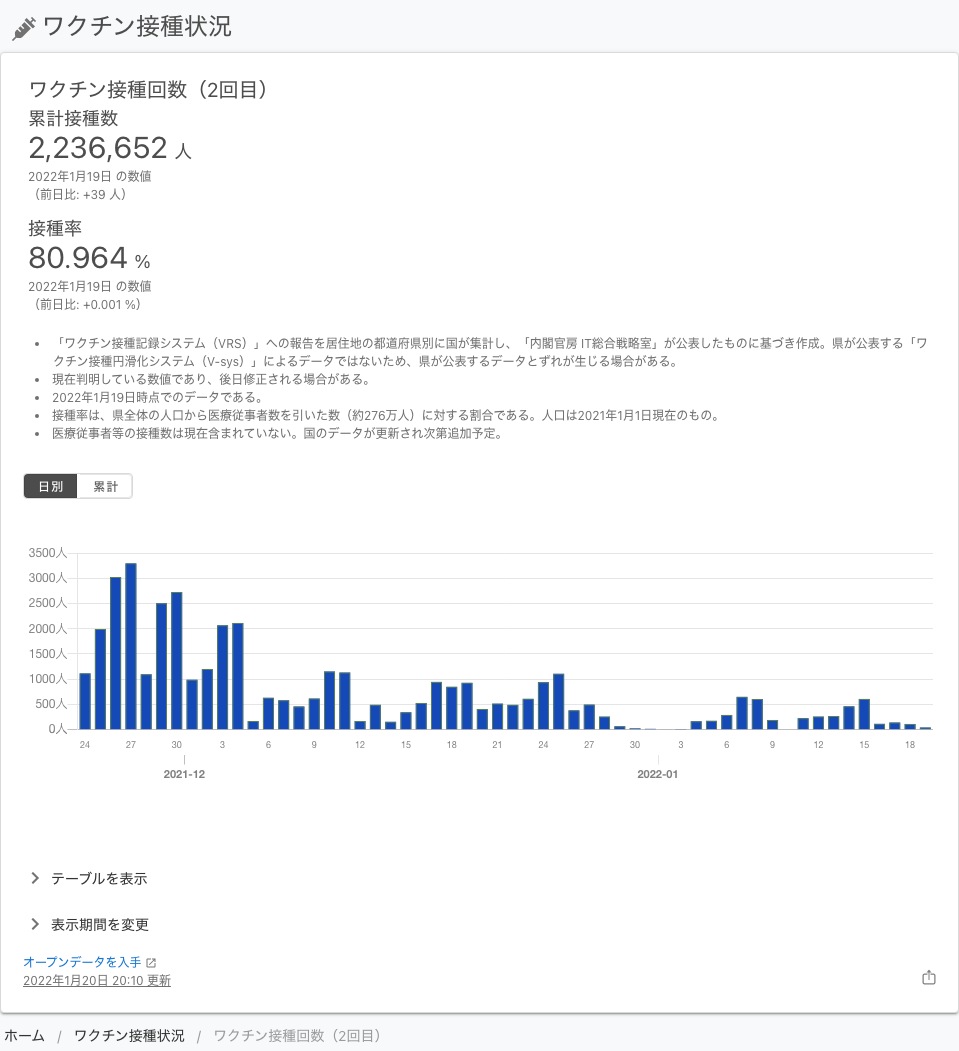 ワクチン接種状況
ワクチン接種回数（2回目）
累計接種数
2,236,652 人
2022年1月19日 の数値
（前日比: +39 人）
接種率
80.964 %
2022年1月19日 の数値
（前日比: +0.001 %）
• 「ワクチン接種記録システム（VRS）」への報告を居住地の都道府県別に国が集計し、「内閣官房 IT総合戦略室」が公表したものに基づき作成。県が公表する「ワ
クチン接種円滑化システム（V-sys）」によるデータではないため、県が公表するデータとずれが生じる場合がある。
• 現在判明している数値であり、後日修正される場合がある。
• 2022年1月19日時点でのデータである。
• 接種率は、県全体の人口から医療従事者数を引いた数（約276万人）に対する割合である。人口は2021年1月1日現在のもの。
• 医療従事者等の接種数は現在含まれていない。国のデータが更新され次第追加予定。
日別 累計
3500人
3000人
2500人
2000人
1500人
1000人
500人
0人
24 27 30 3 6 9 12 15 18 21 24 27 30 3 6 9 12 15 18
2021-12 2022-01
テーブルを表示
表示期間を変更
オープンデータを入手
2022年1月20日 20:10 更新
ホーム / ワクチン接種状況 / ワクチン接種回数（2回目）